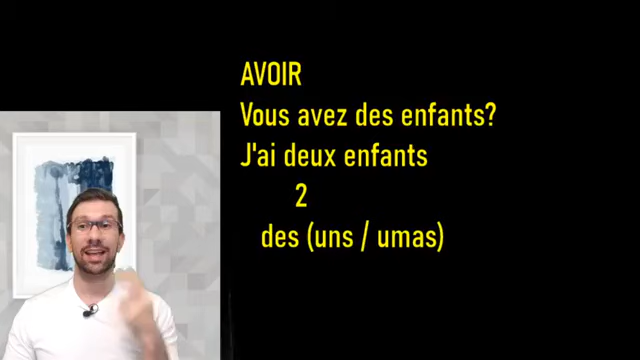 AVOIR
Vous avez des enfants?
J'ai deux enfants
2
des (uns / umas)